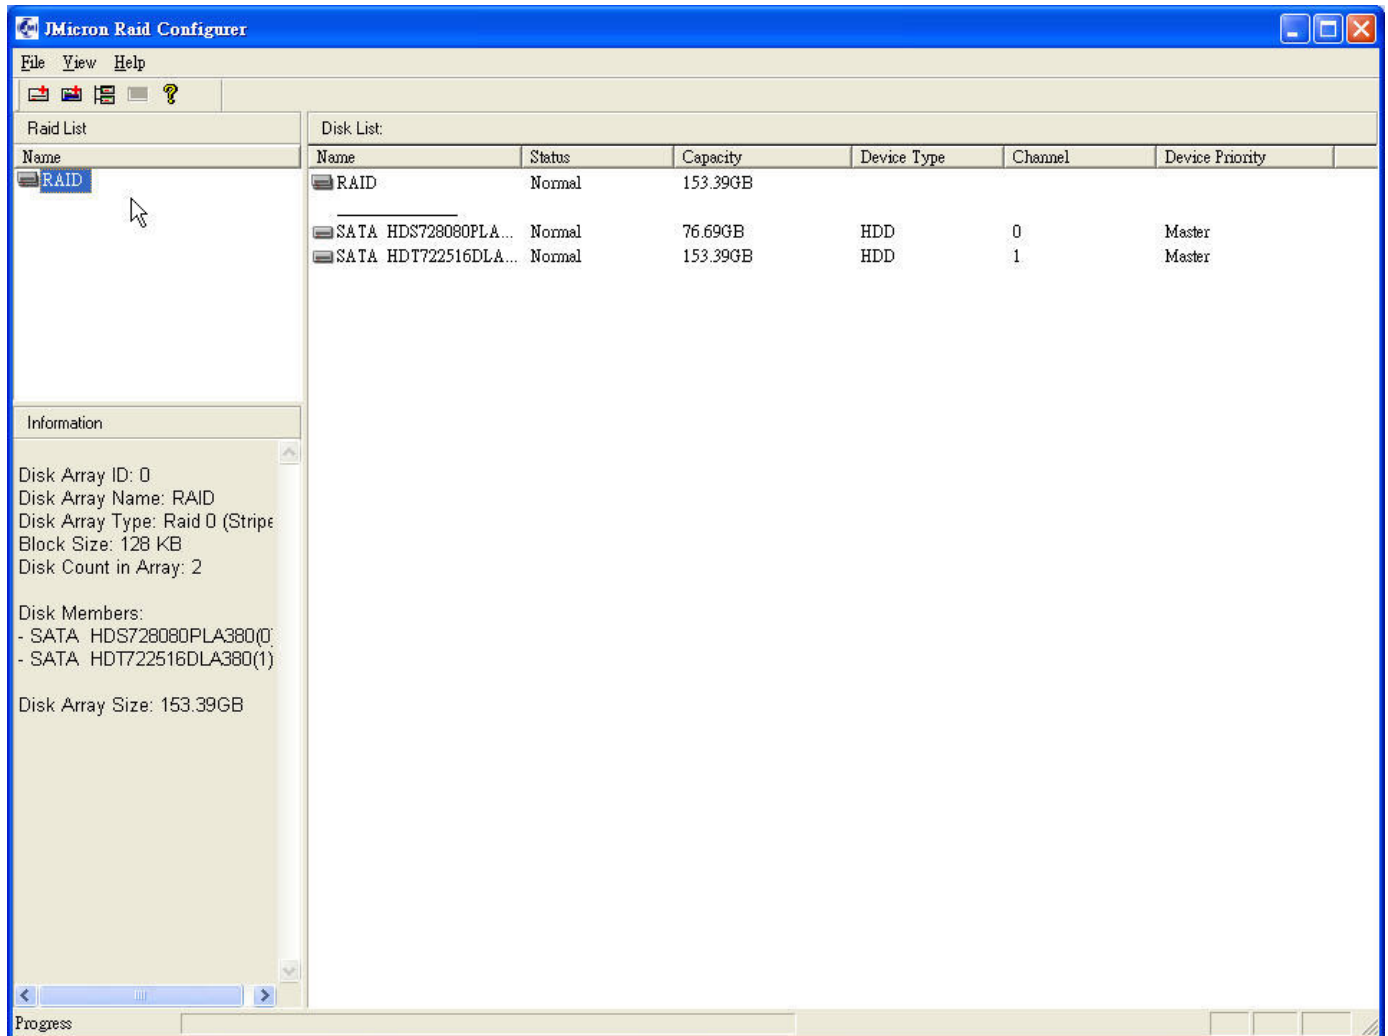 JMicron Raid Configurer
File View Help
Raid List
Name
RAID
Disk List:
Name Status Capacity Device Type Channel Device Priority
RAID Normal 153.39GB
SATA HDS728080PLA... Normal 76.69GB HDD 0 Master
SATA HDT722516DLA... Normal 153.39GB HDD 1 Master
Information
Disk Array ID: 0
Disk Array Name: RAID
Disk Array Type: Raid 0 (Stripe
Block Size: 128 KB
Disk Count in Array: 2
Disk Members:
- SATA HDS728080PLA380(0)
- SATA HDT722516DLA380(1)
Disk Array Size: 153.39GB
Progress